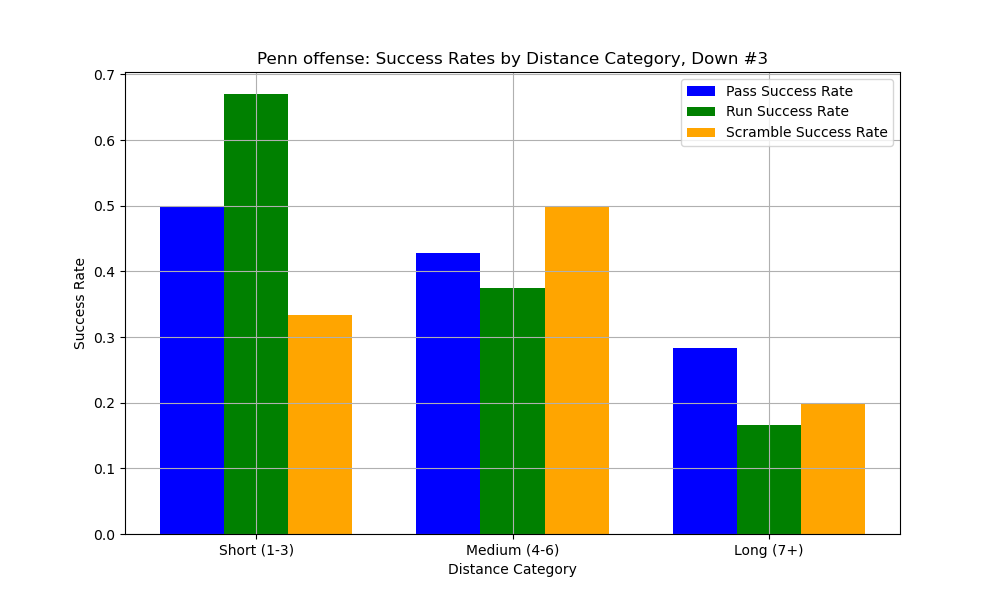 Penn offense: Success Rates by Distance Category, Down #3
Pass Success Rate
Run Success Rate
Scramble Success Rate
Success Rate
0.7
0.6
0.5
0.4
0.3
0.2
0.1
0.0
Short (1-3)
Medium (4-6)
Long (7+)
Distance Category